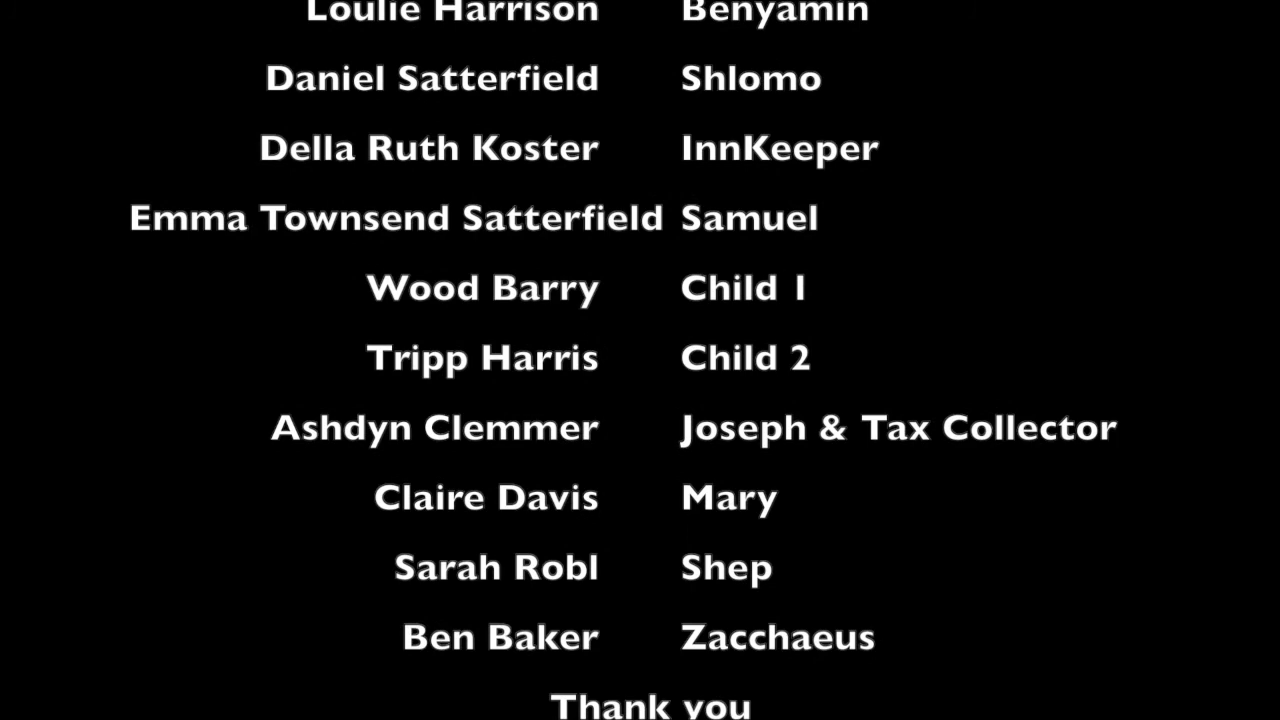 Loulie Harrison Benyamin
Daniel Satterfield Shlomo
Della Ruth Koster InnKeeper
Emma Townsend Satterfield Samuel
Wood Barry Child 1
Tripp Harris Child 2
Ashdyn Clemmer Joseph & Tax Collector
Claire Davis Mary
Sarah Robl Shep
Ben Baker Zacchaeus
Thank you